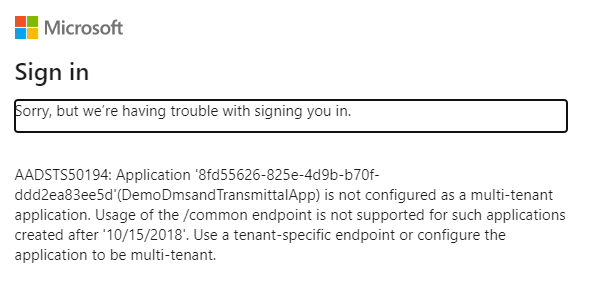 Microsoft
Sign in
Sorry, but we're having trouble with signing you in.
AADSTS50194: Application '8fd55626-825e-4d9b-b70f-
ddd2ea83ee5d'(DemoDmsandTransmittalApp) is not configured as a multi-tenant
application. Usage of the /common endpoint is not supported for such applications
created after '10/15/2018'. Use a tenant-specific endpoint or configure the
application to be multi-tenant.